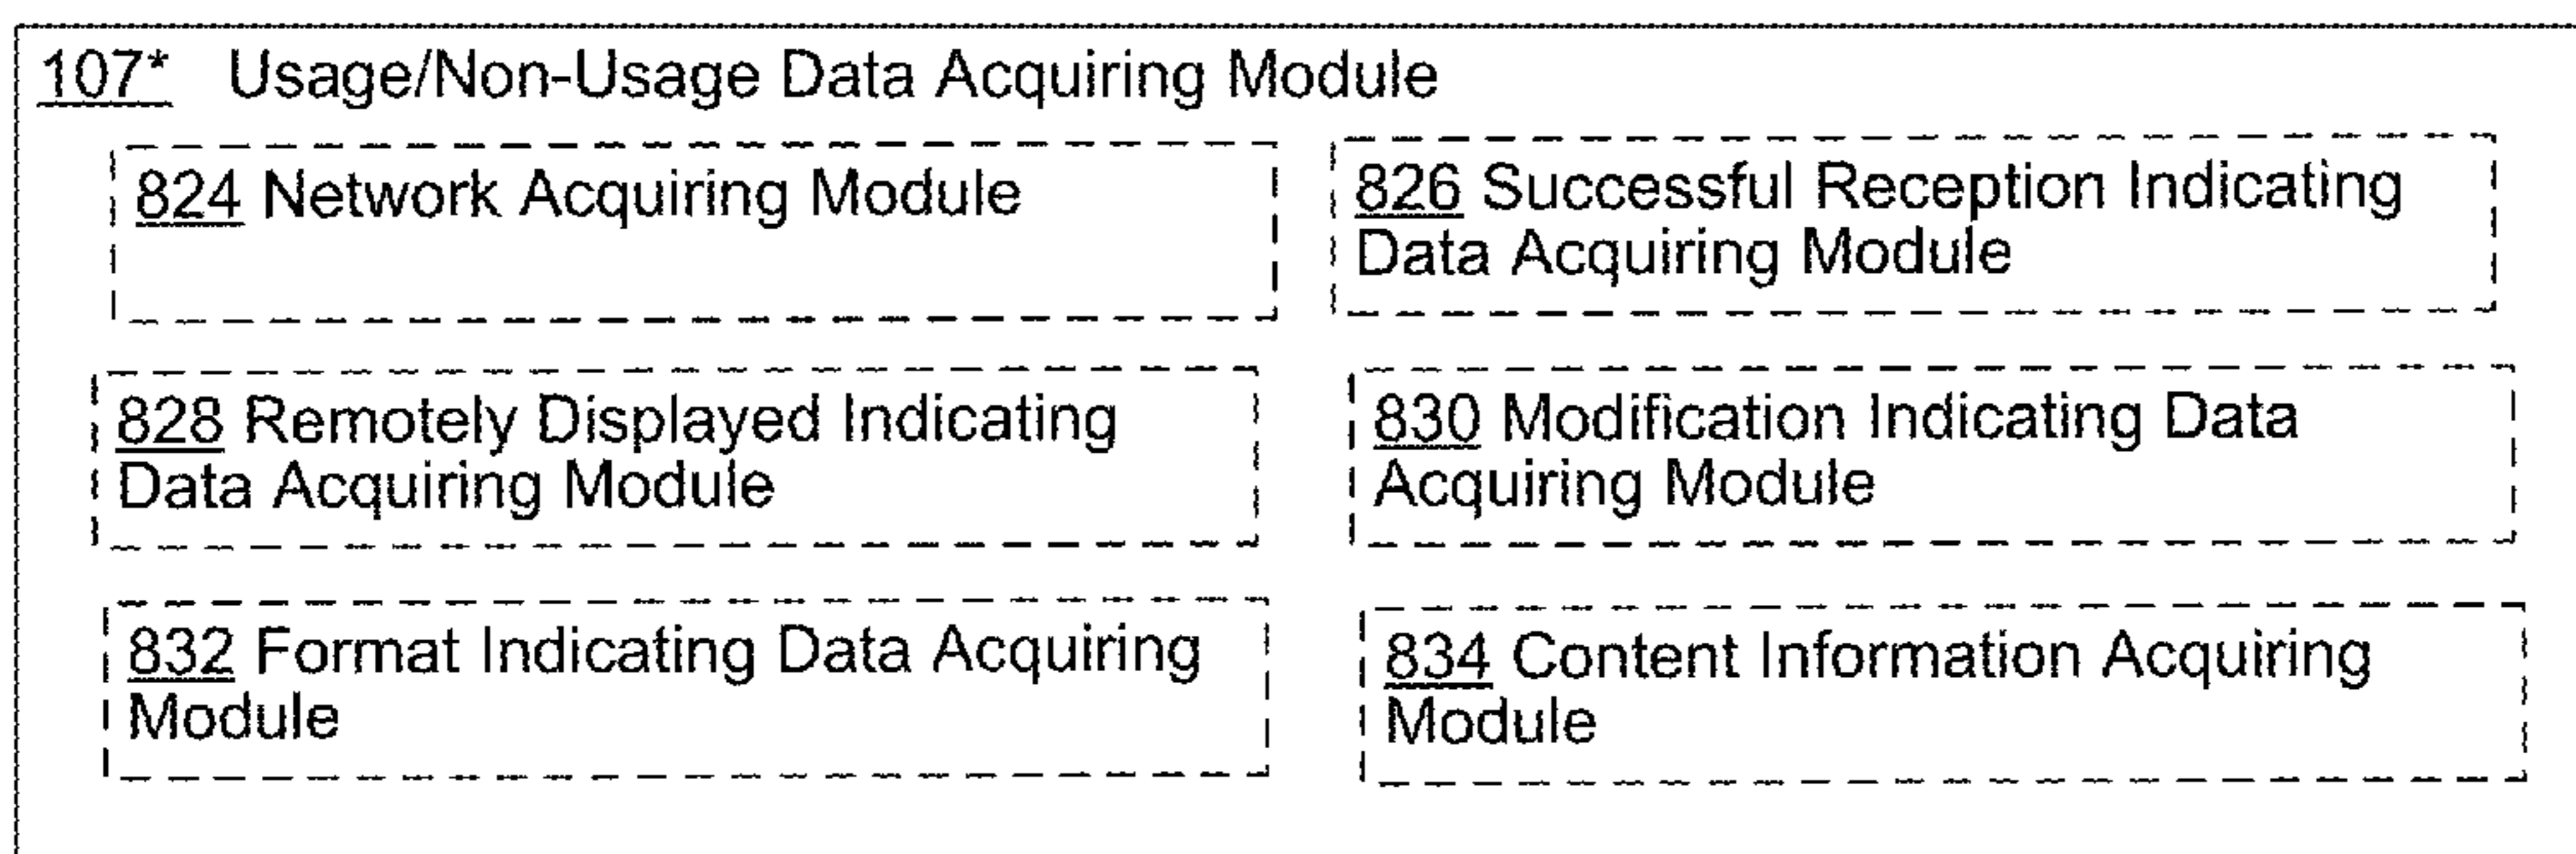 107* Usage/Non-Usage Data Acquiring Module
824 Network Acquiring Module
826 Successful Reception Indicating
Data Acquiring Module
828 Remotely Displayed Indicating
Data Acquiring Module
830 Modification Indicating Data
Acquiring Module
832 Format Indicating Data Acquiring
Module
834 Content Information Acquiring
Module